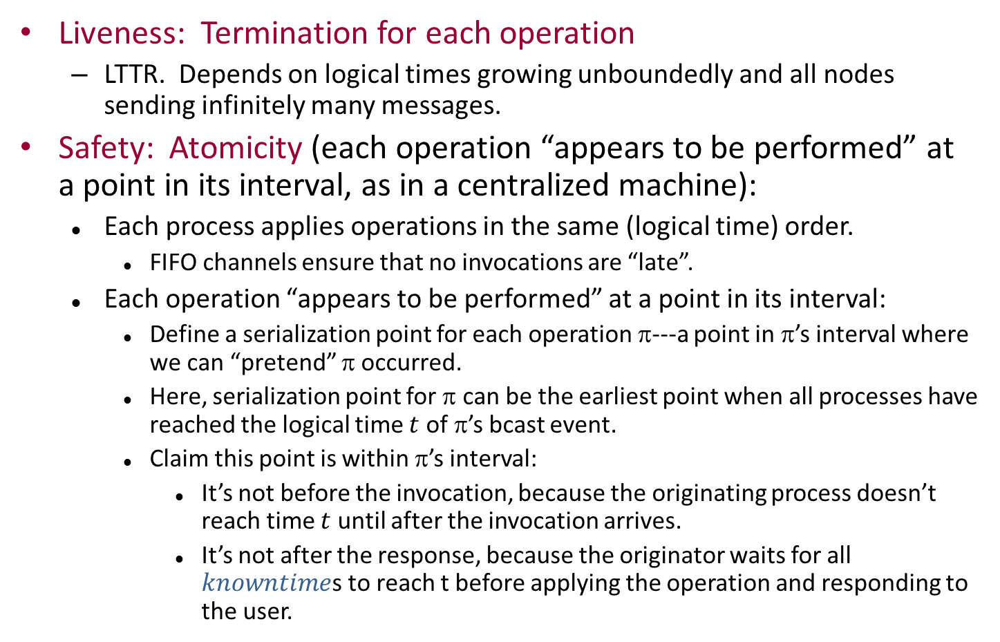 • Liveness: Termination for each operation
– LTTR. Depends on logical times growing unboundedly and all nodes
sending infinitely many messages.
• Safety: Atomicity (each operation “appears to be performed” at
a point in its interval, as in a centralized machine):
• Each process applies operations in the same (logical time) order.
• FIFO channels ensure that no invocations are “late”.
• Each operation “appears to be performed” at a point in its interval:
• Define a serialization point for each operation π---a point in π’s interval where
we can “pretend” π occurred.
• Here, serialization point for π can be the earliest point when all processes have
reached the logical time t of π’s bcast event.
• Claim this point is within π’s interval:
• It’s not before the invocation, because the originating process doesn’t
reach time t until after the invocation arrives.
• It’s not after the response, because the originator waits for all
knowntimes to reach t before applying the operation and responding to
the user.